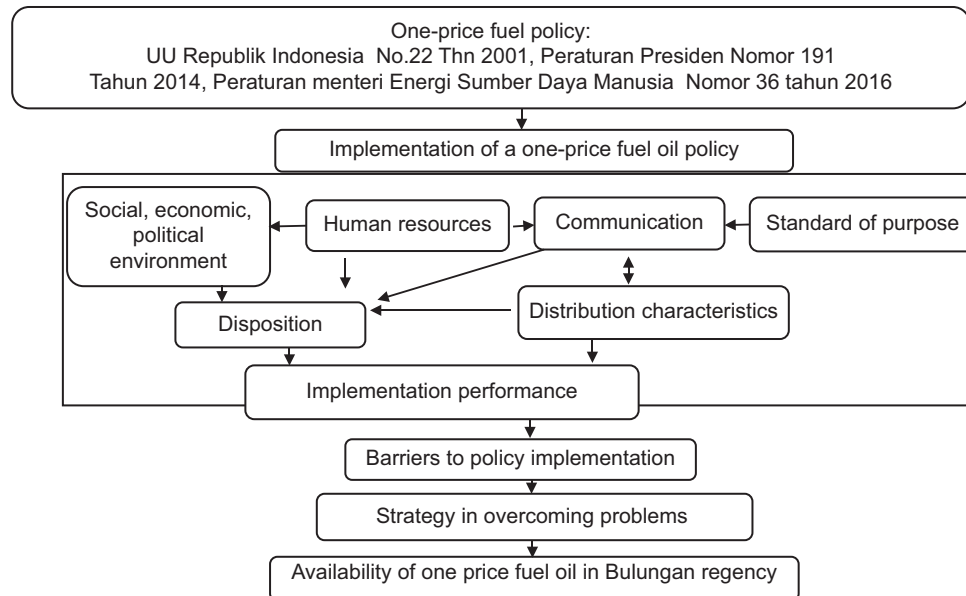 One-price fuel policy:
UU Republik Indonesia No.22 Thn 2001, Peraturan Presiden Nomor 191
Tahun 2014, Peraturan menteri Energi Sumber Daya Manusia Nomor 36 tahun 2016
Implementation of a one-price fuel oil policy
Social, economic,
political
environment
Human resources
Communication
Standard of purpose
Disposition
Distribution characteristics
Implementation performance
Barriers to policy implementation
Strategy in overcoming problems
Availability of one price fuel oil in Bulungan regency